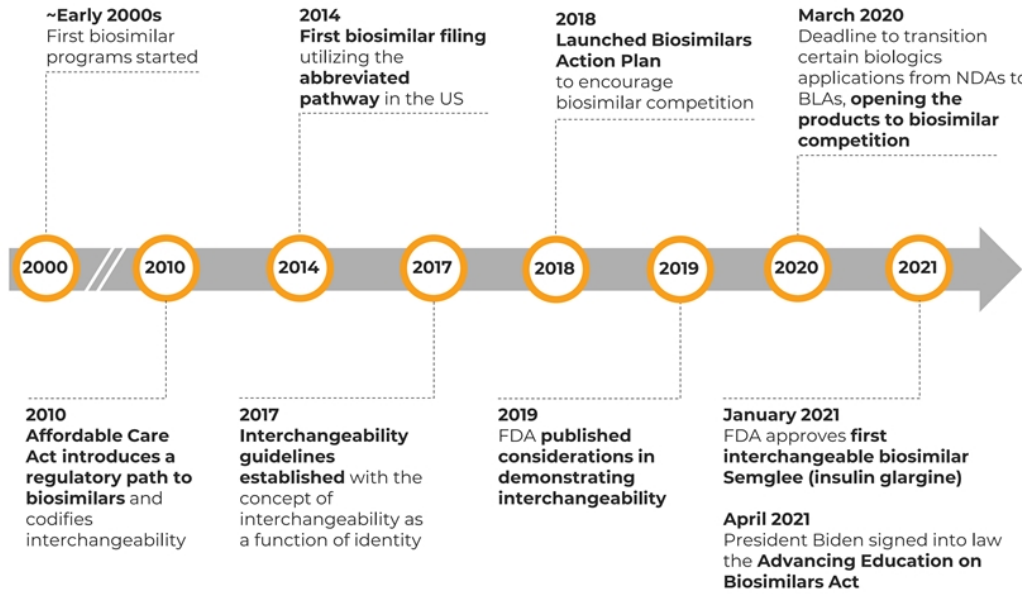 ~Early 2000s
First biosimilar
programs started
2014
First biosimilar filing
utilizing the
abbreviated
pathway in the US
2018
Launched Biosimilars
Action Plan
to encourage
biosimilar competition
March 2020
Deadline to transition
certain biologics
applications from NDAs to
BLAs, opening the
products to biosimilar
competition
2000
2010
2014
2017
2018
2019
2020
2021
2010
Affordable Care
Act introduces a
regulatory path to
biosimilars and
codifies
interchangeability
2017
Interchangeability
guidelines
established with the
concept of
interchangeability as
a function of identity
2019
FDA published
considerations in
demonstrating
interchangeability
January 2021
FDA approves first
interchangeable biosimilar
Semglee (insulin glargine)
April 2021
President Biden signed into law
the Advancing Education on
Biosimilars Act